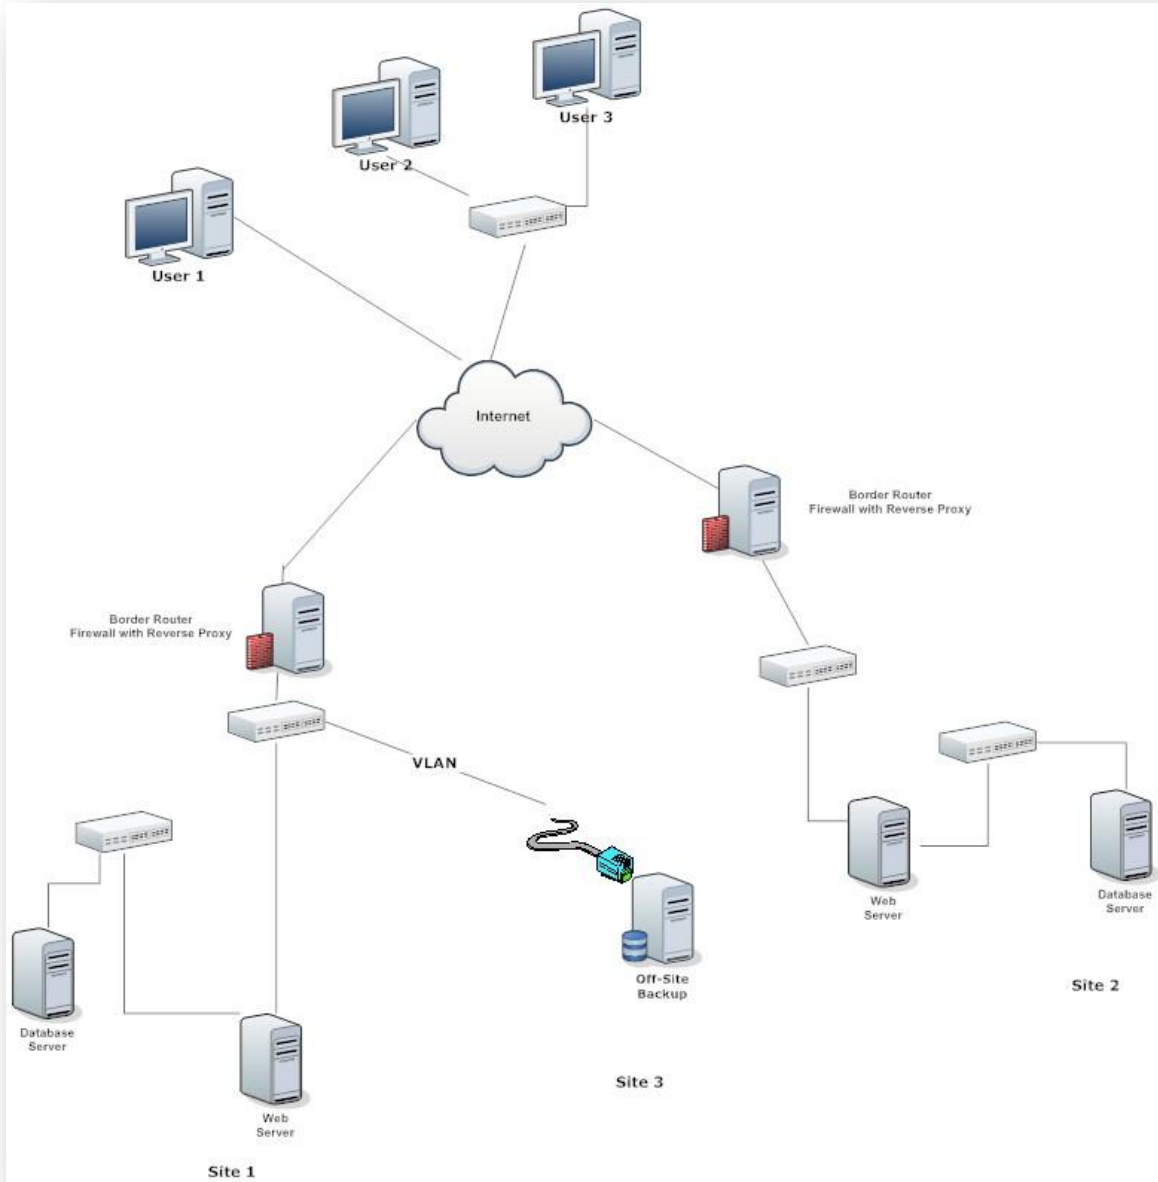 User 3
User 2
User 1
Internet
Border Router
Firewall with Reverse Proxy
Border Router
Firewall with Reverse Proxy
VLAN
Web
Server
Database
Server
Off-Site
Backup
Site 2
Database
Server
Site 3
Web
Server
Site 1